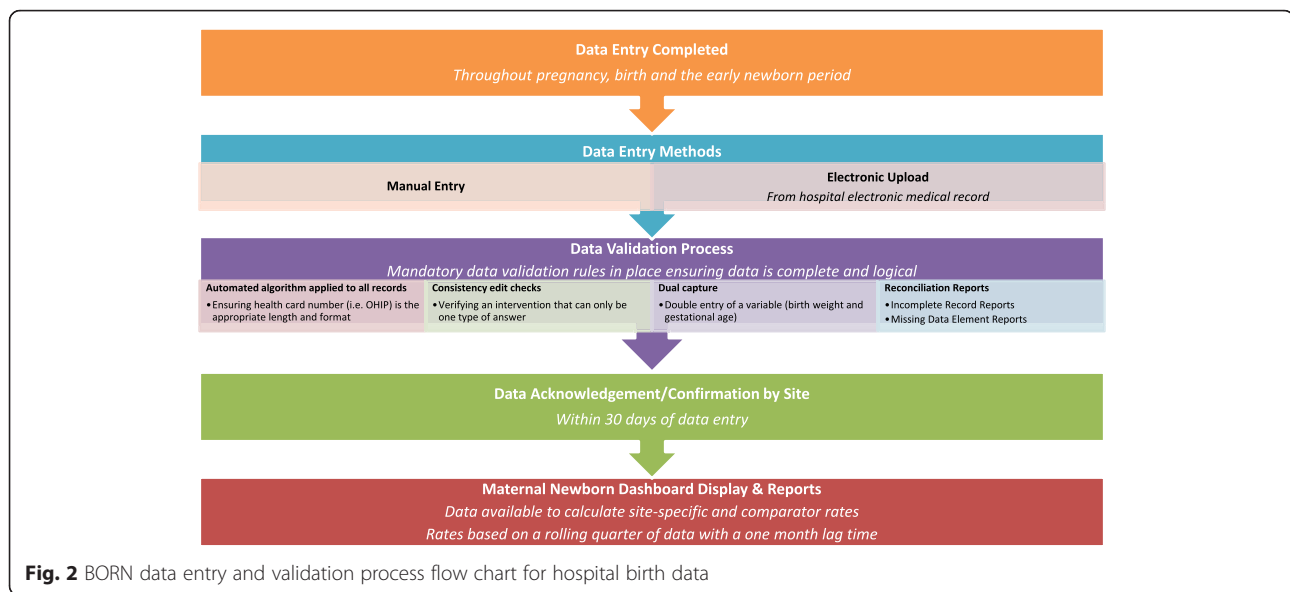 Data Entry Completed
Throughout pregnancy, birth and the early newborn period
Data Entry Methods
Manual Entry
Electronic Upload
From hospital electronic medical record
Data Validation Process
Mandatory data validation rules in place ensuring data is complete and logical
Automated algorithm applied to all records
•Ensuring health card number (i.e. OHIP) is the
appropriate length and format
Consistency edit checks
•Verifying an intervention that can only be
one type of answer
Dual capture
•Double entry of a variable (birth weight and
gestational age)
Reconciliation Reports
•Incomplete Record Reports
•Missing Data Element Reports
Data Acknowledgement/Confirmation by Site
Within 30 days of data entry
Maternal Newborn Dashboard Display & Reports
Data available to calculate site-specific and comparator rates
Rates based on a rolling quarter of data with a one month lag time
Fig. 2 BORN data entry and validation process flow chart for hospital birth data